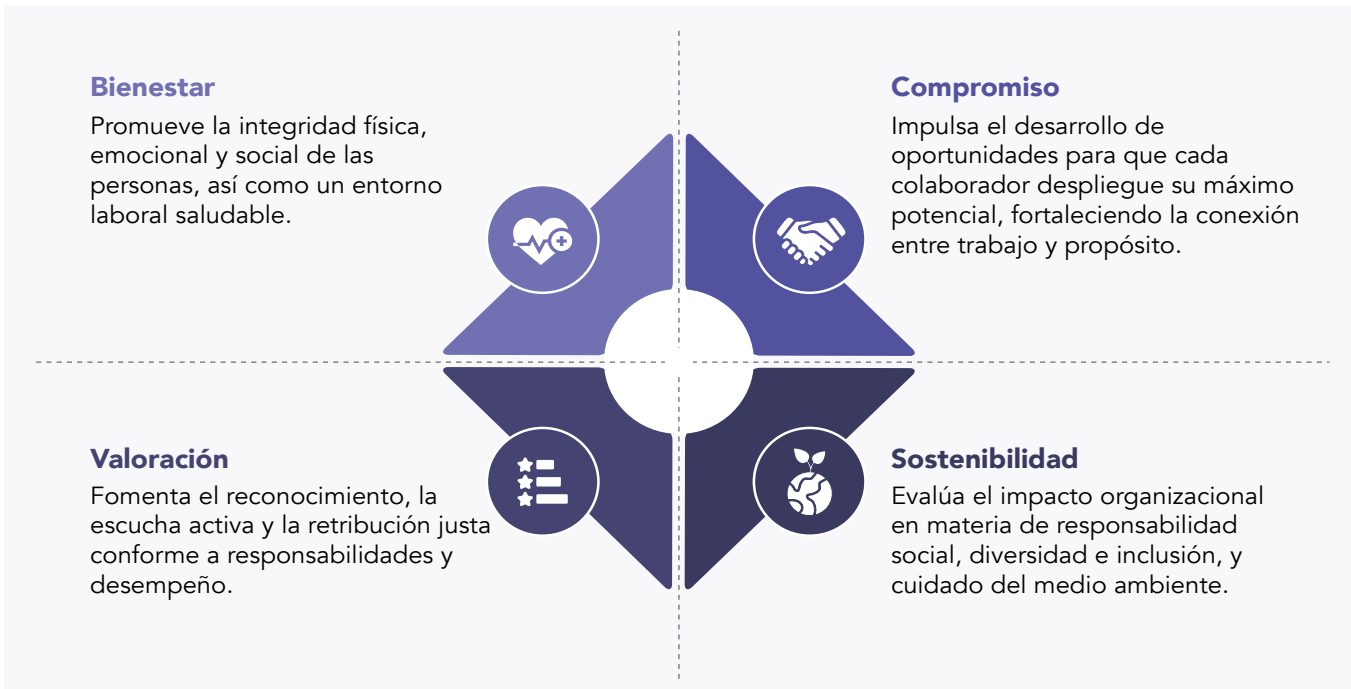 Bienestar
Promueve la integridad física,
emocional y social de las
personas, así como un entorno
laboral saludable.
Compromiso
Impulsa el desarrollo de
oportunidades para que cada
colaborador despliegue su máximo
potencial, fortaleciendo la conexión
entre trabajo y propósito.
Valoración
Fomenta el reconocimiento, la
escucha activa y la retribución justa
conforme a responsabilidades y
desempeño.
Sostenibilidad
Evalúa el impacto organizacional
en materia de responsabilidad
social, diversidad e inclusión, y
cuidado del medio ambiente.